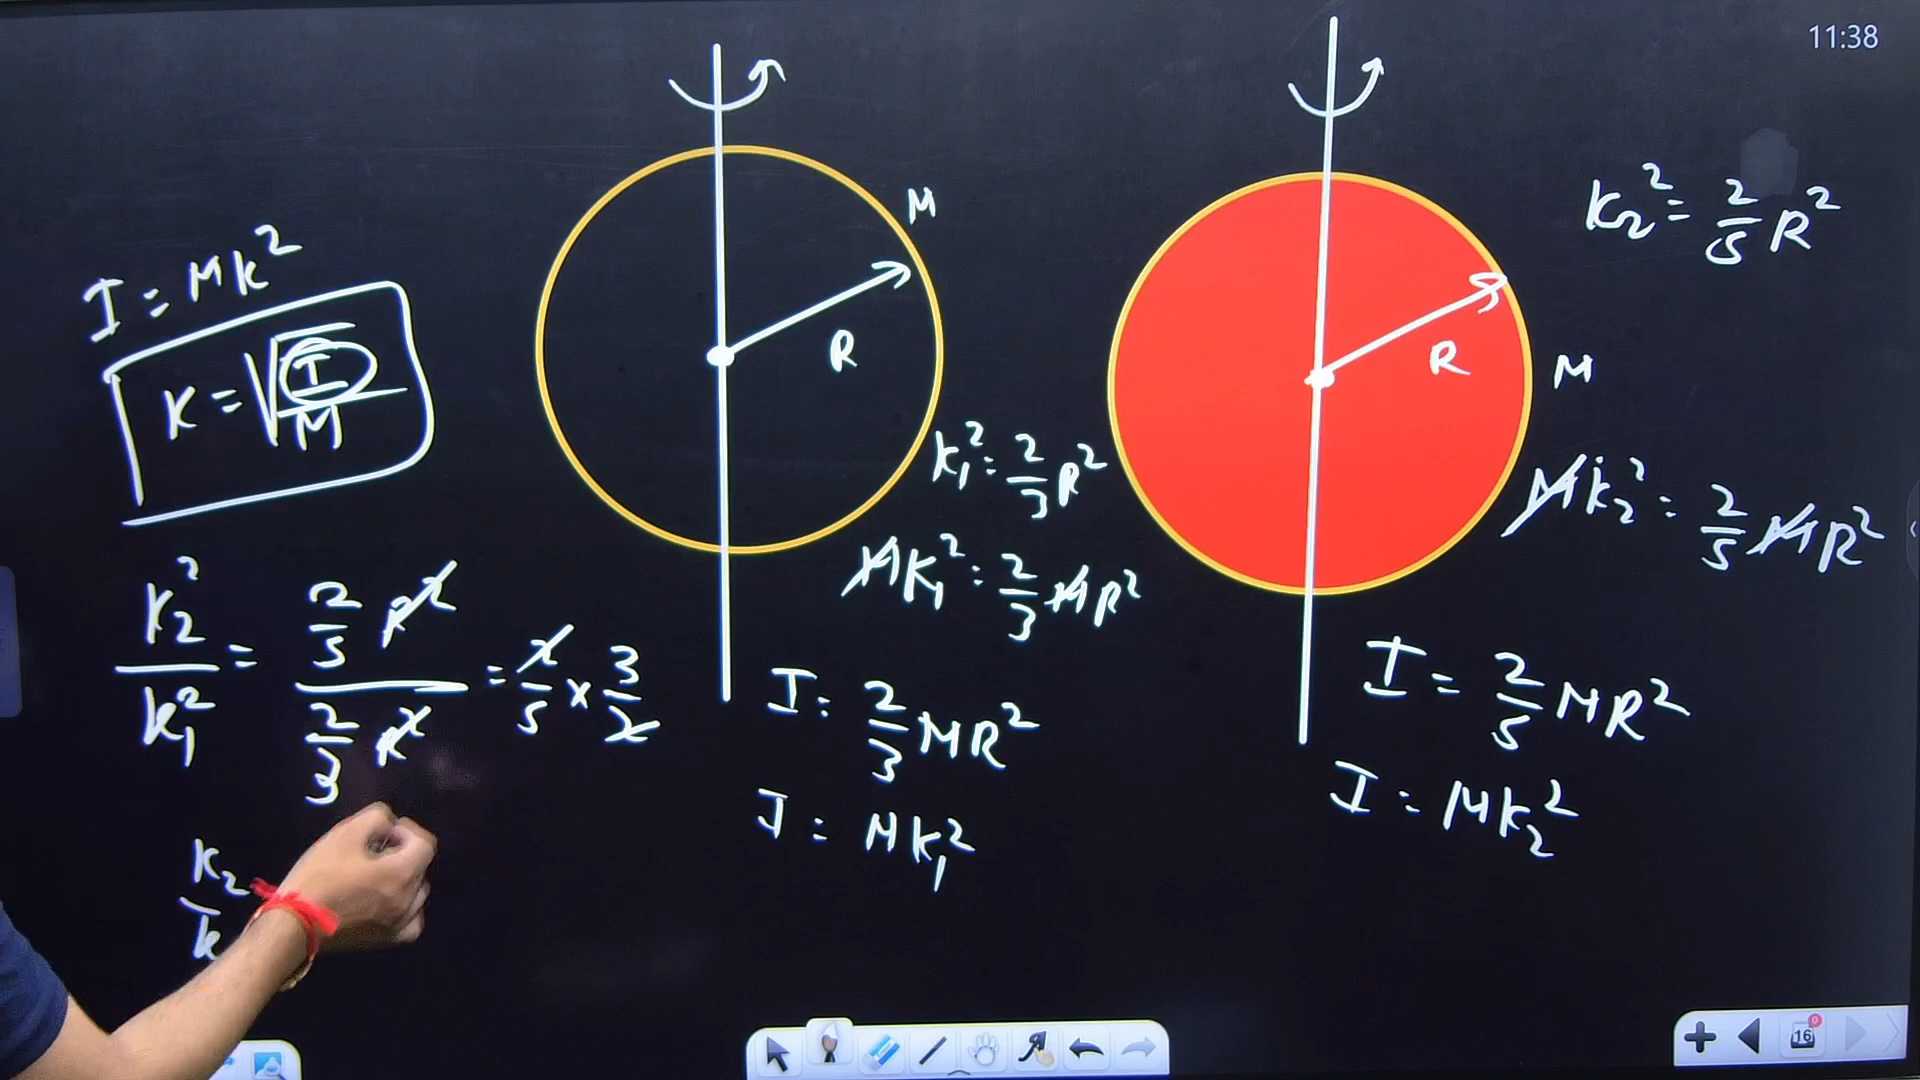 11:38
I = MK²
K = √(I/M)
K₂²/K₁² = (2/5 R²)/(2/3 R²) = 2/5 × 3/2
K₂/K
M
R
K₁² = 2/3 R²
MK₁² = 2/3 MR²
I = 2/3 MR²
I = MK₁²
K₂² = 2/5 R²
R
M
MK₂² = 2/5 MR²
I = 2/5 MR²
I = MK₂²
16